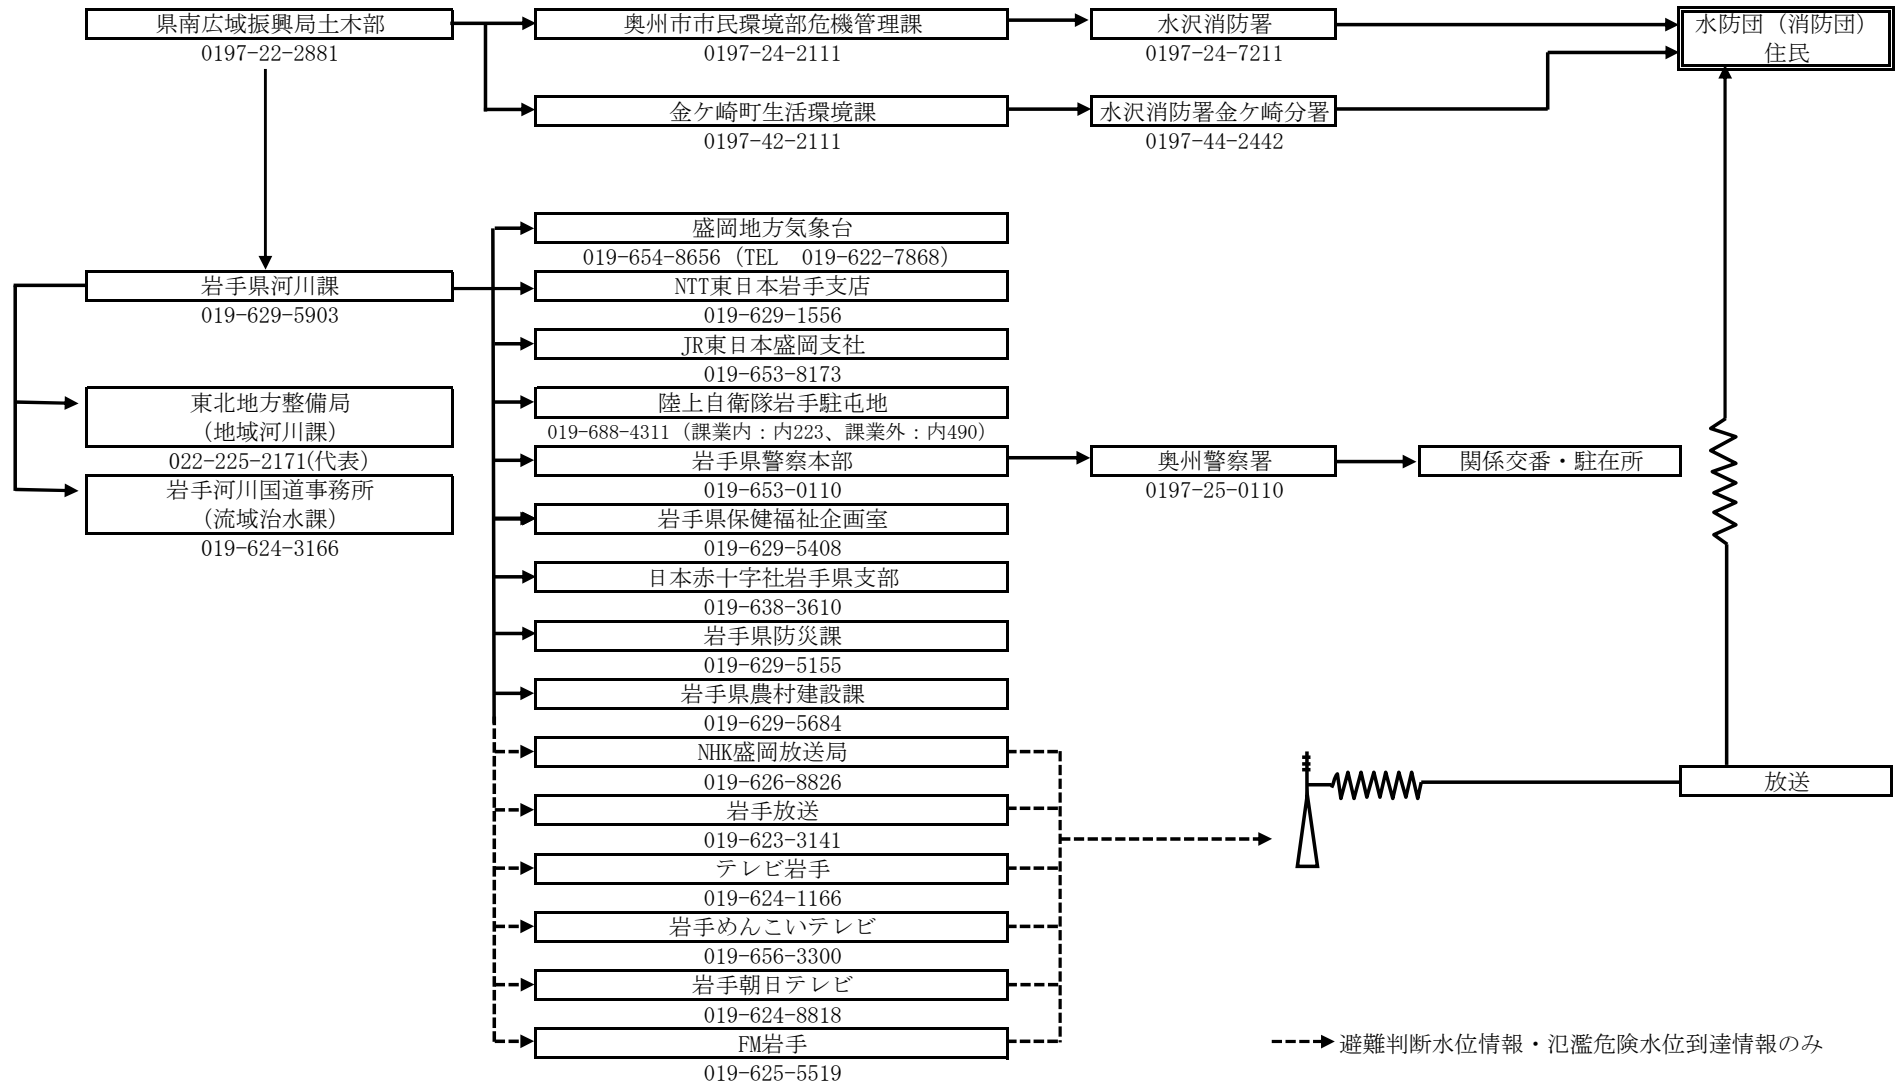 県南広域振興局土木部
0197-22-2881
奥州市市民環境部危機管理課
0197-24-2111
水沢消防署
0197-24-7211
水防団（消防団）
住民
金ケ崎町生活環境課
0197-42-2111
水沢消防署金ケ崎分署
0197-44-2442
盛岡地方気象台
019-654-8656（TEL　019-622-7868）
岩手県河川課
019-629-5903
NTT東日本岩手支店
019-629-1556
JR東日本盛岡支社
019-653-8173
東北地方整備局
（地域河川課）
022-225-2171(代表)
陸上自衛隊岩手駐屯地
019-688-4311（課業内：内223、課業外：内490）
岩手県警察本部
019-653-0110
奥州警察署
0197-25-0110
関係交番・駐在所
岩手河川国道事務所
（流域治水課）
019-624-3166
岩手県保健福祉企画室
019-629-5408
日本赤十字社岩手県支部
019-638-3610
岩手県防災課
019-629-5155
岩手県農村建設課
019-629-5684
NHK盛岡放送局
019-626-8826
岩手放送
019-623-3141
テレビ岩手
019-624-1166
岩手めんこいテレビ
019-656-3300
岩手朝日テレビ
019-624-8818
FM岩手
019-625-5519
放送
避難判断水位情報・氾濫危険水位到達情報のみ